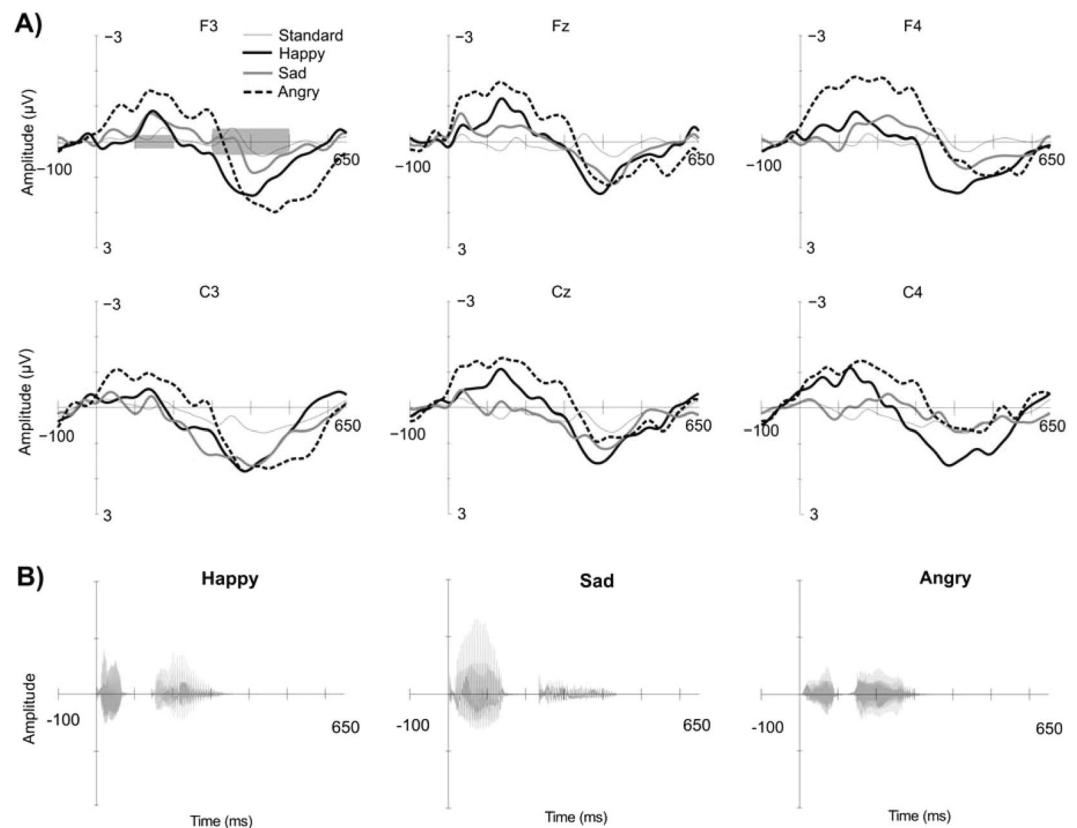 A)
F3
Fz
F4
−3
−3
−3
Standard
Happy
Sad
Angry
Amplitude (µV)
−100
650
−100
650
−100
650
3
3
3
C3
Cz
C4
−3
−3
−3
Amplitude (µV)
−100
650
−100
650
−100
650
3
3
3
B)
Happy
Sad
Angry
Amplitude
-100
650
-100
650
-100
650
Time (ms)
Time (ms)
Time (ms)